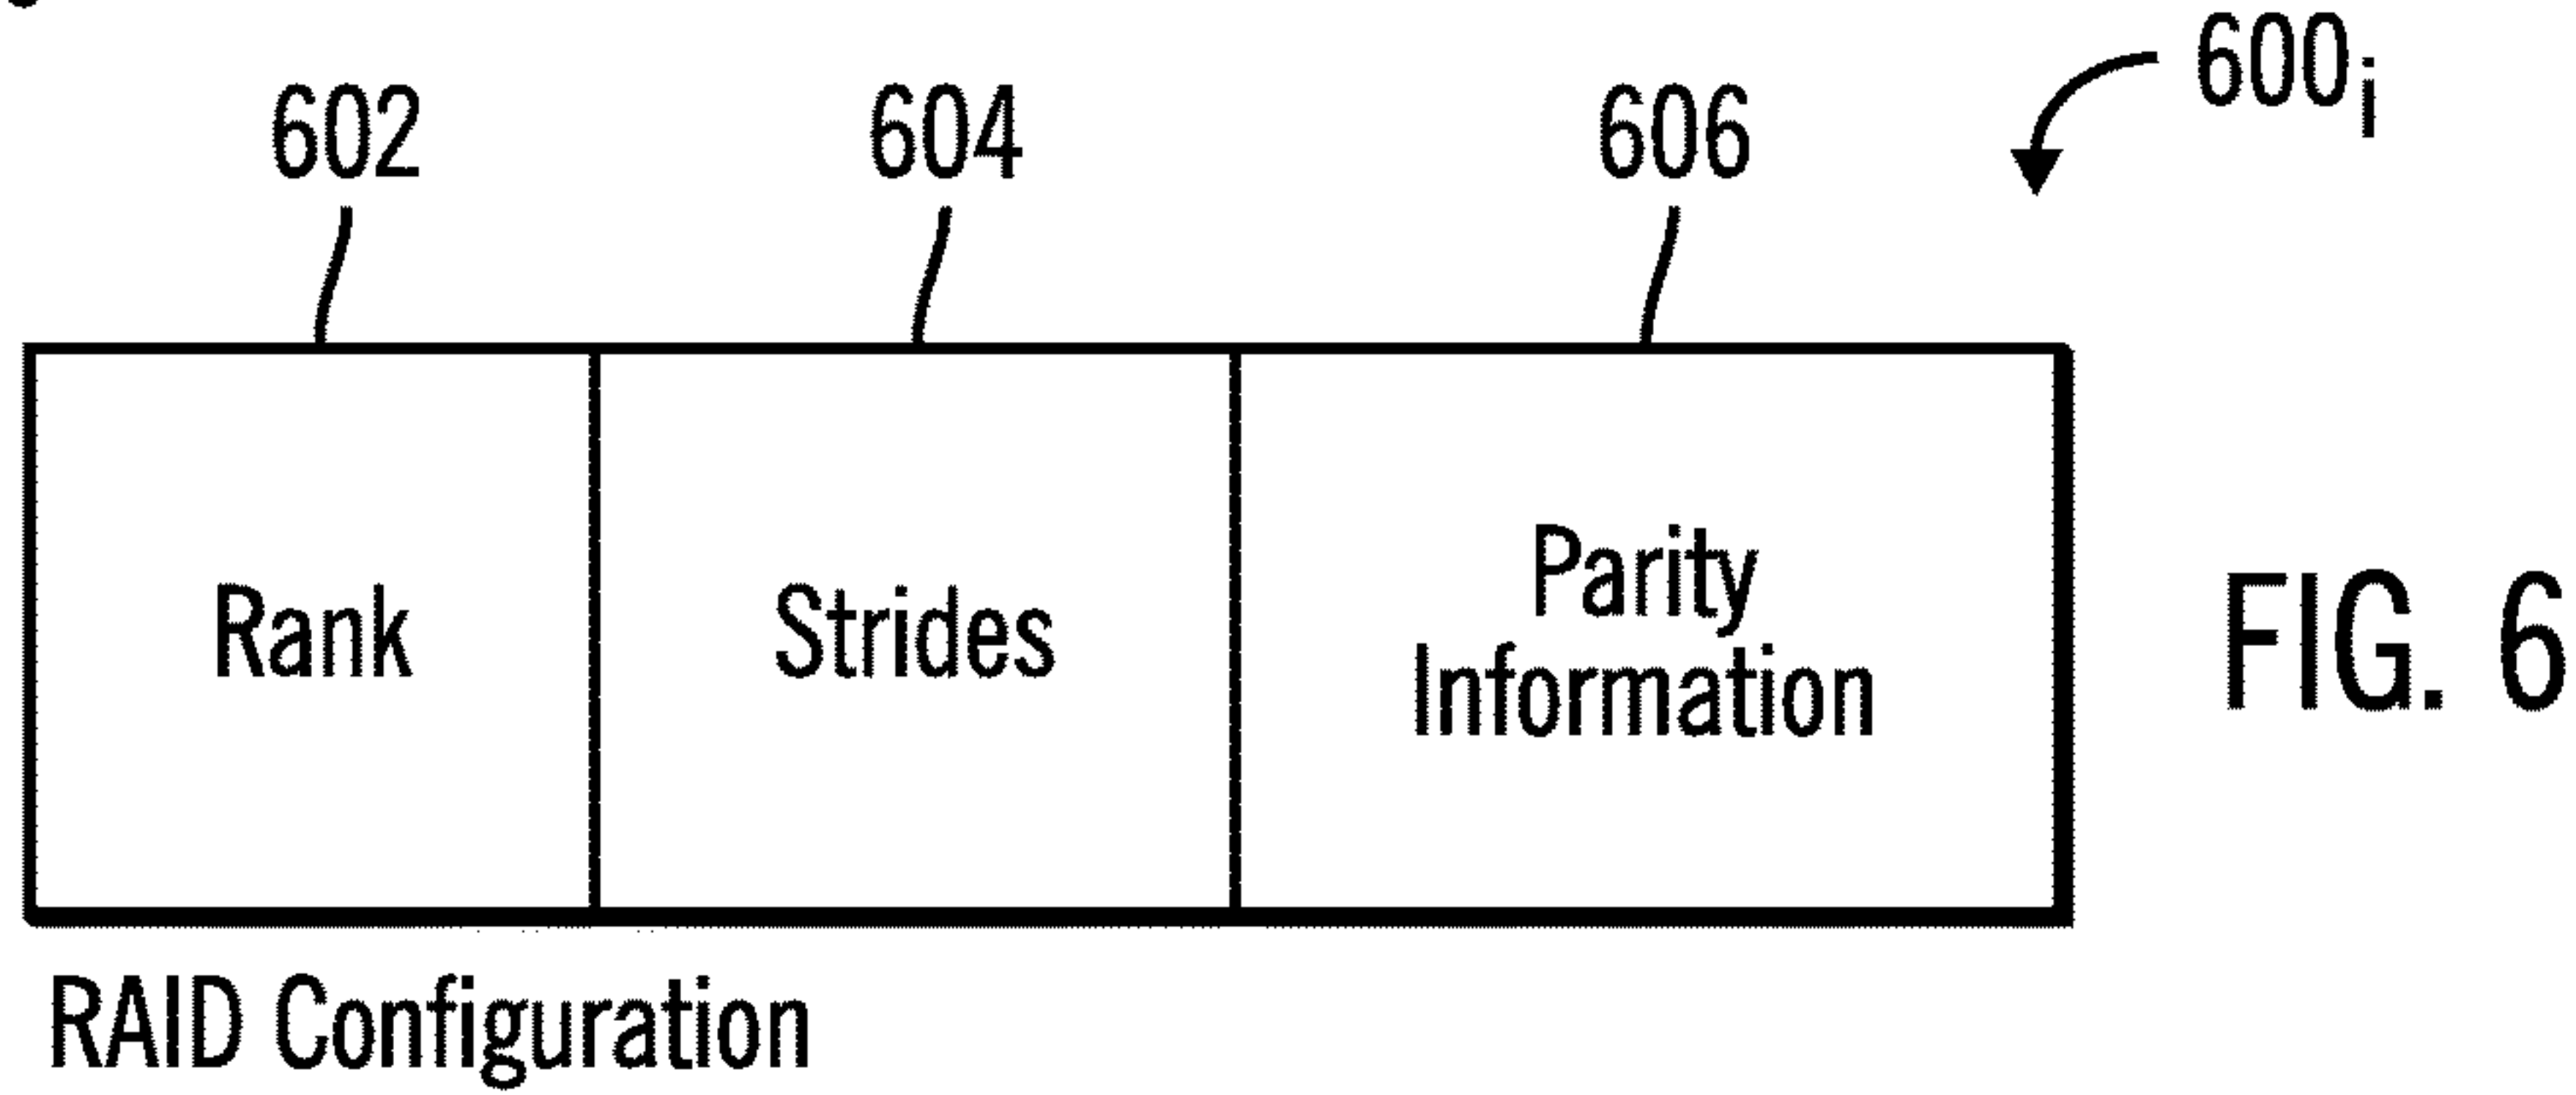 602 604 606 600i
Rank Strides Parity
Information
FIG. 6
RAID Configuration